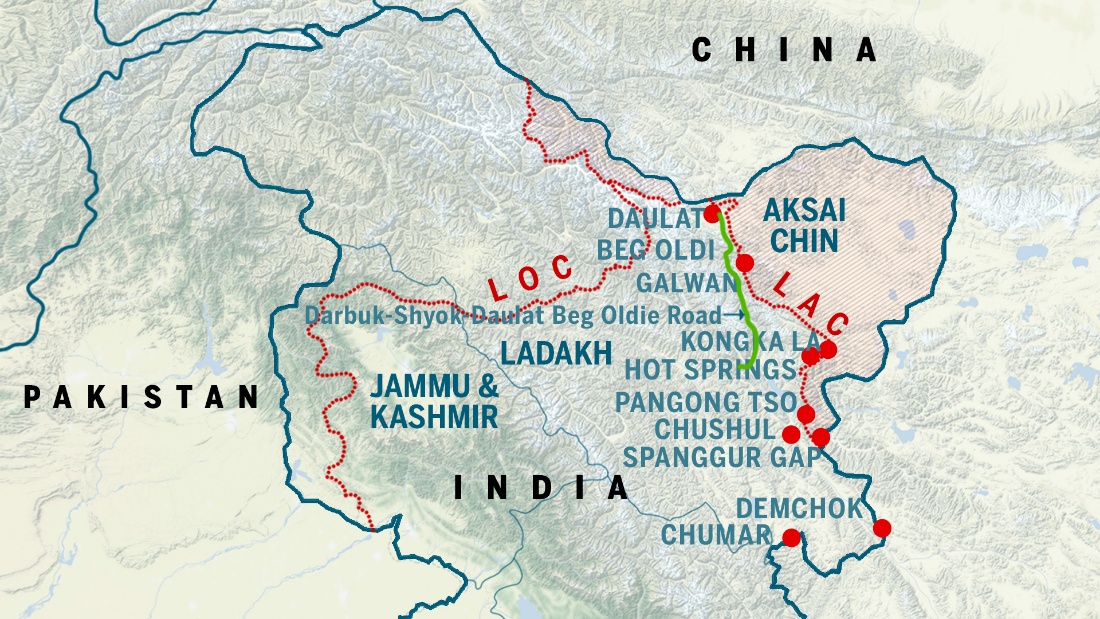 CHINA
DAULAT
BEG OLDI
AKSAI
CHIN
GALWAN
LOC
LAC
Darbuk-Shyok-Daulat Beg Oldie Road
KONGKA LA
LADAKH
HOT SPRINGS
PAKISTAN
JAMMU &
KASHMIR
PANGONG TSO
CHUSHUL
SPANGGUR GAP
INDIA
DEMCHOK
CHUMAR